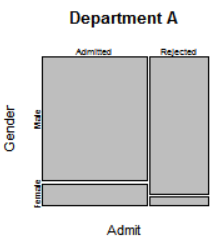 Department A
Admitted Rejected
Gender
Male
Female
Admit